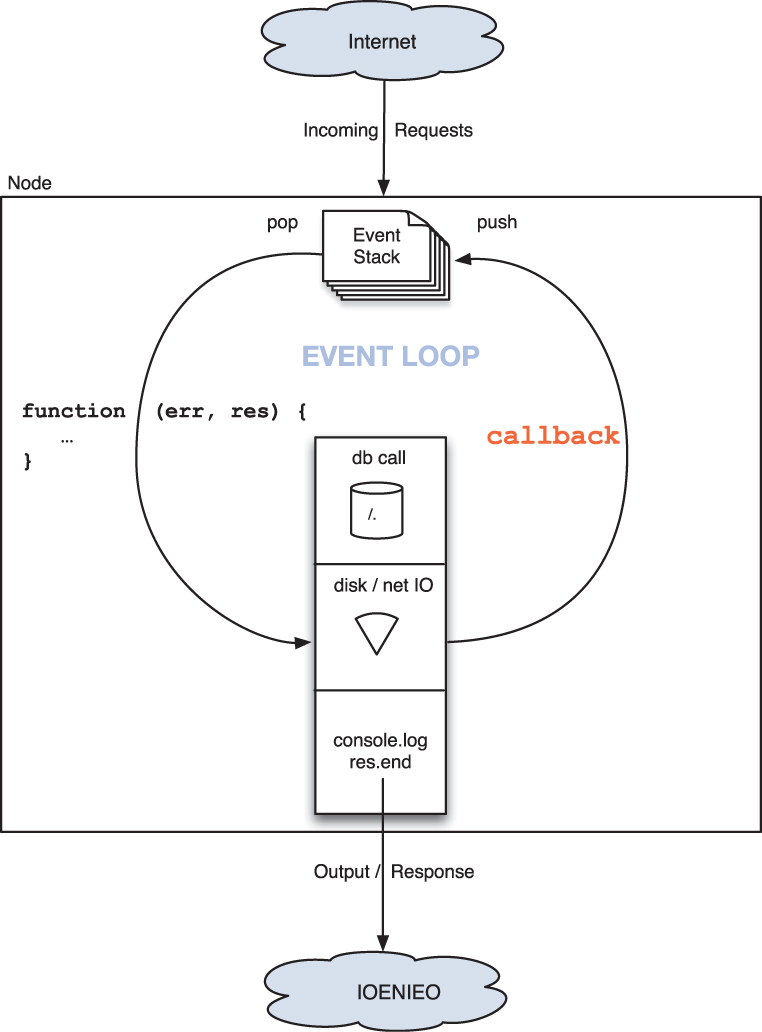 Internet
Incoming Requests
Node
pop
push
Event
Stack
EVENT LOOP
function (err, res) {
…
}
callback
db call
/.
disk / net IO
console.log
res.end
Output / Response
IOENIEO